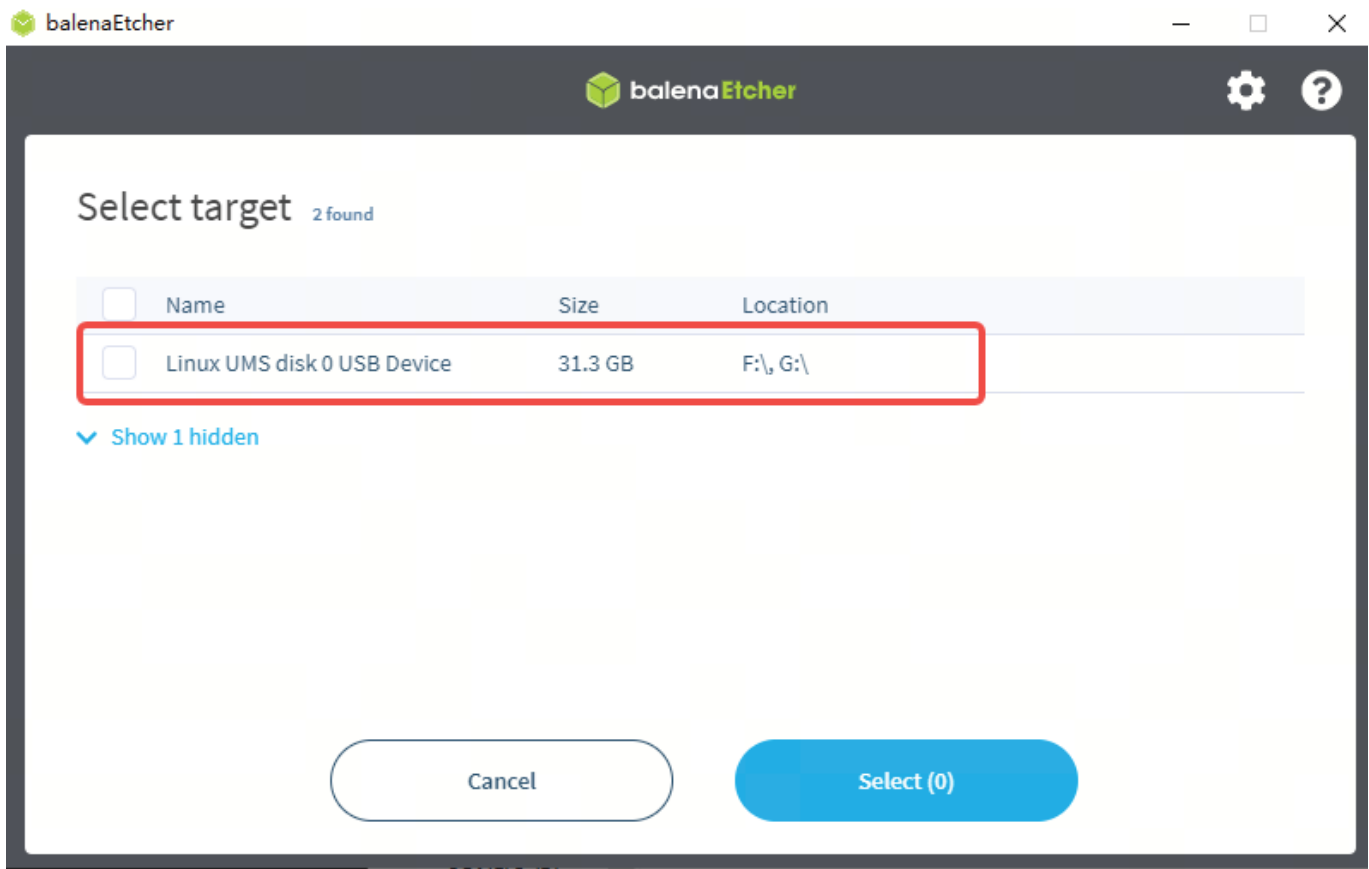 balenaEtcher
balenaEtcher
Select target 2 found
Name Size Location
Linux UMS disk 0 USB Device 31.3 GB F:\, G:\
Show 1 hidden
Cancel Select (0)